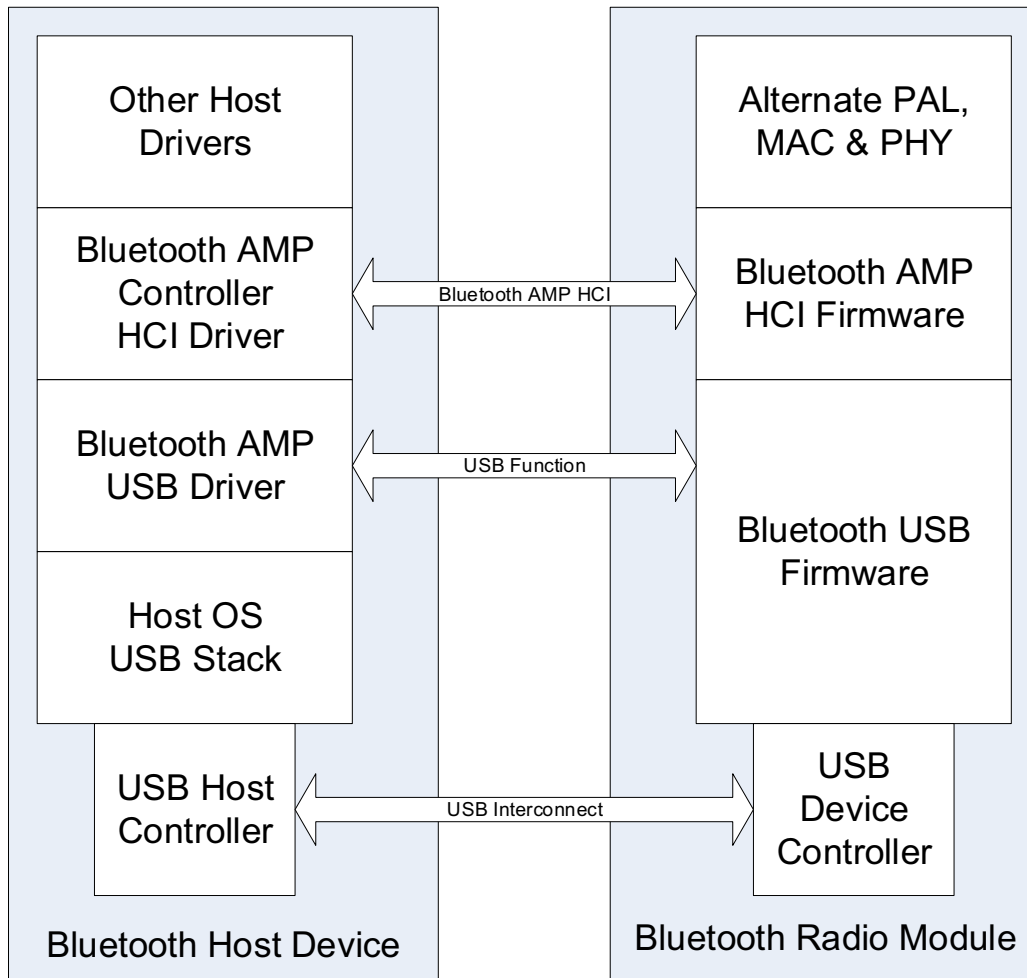 Other Host
Drivers
Bluetooth AMP
Controller
HCI Driver
Bluetooth AMP
USB Driver
Host OS
USB Stack
USB Host
Controller
Bluetooth Host Device
Bluetooth AMP HCI
USB Function
USB Interconnect
Alternate PAL,
MAC & PHY
Bluetooth AMP
HCI Firmware
Bluetooth USB
Firmware
USB
Device
Controller
Bluetooth Radio Module